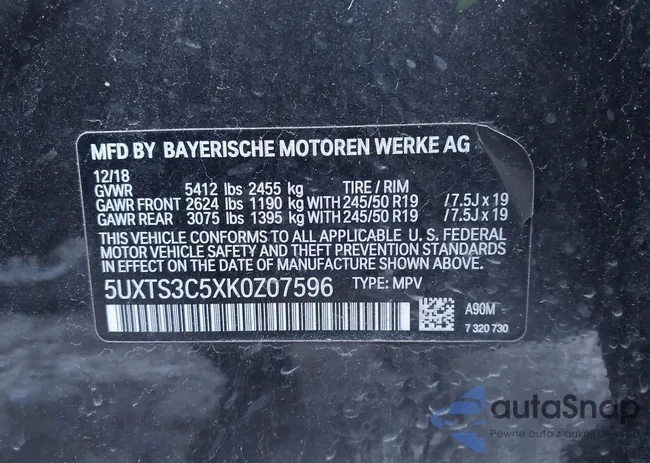 MFD BY BAYERISCHE MOTOREN WERKE AG
12/18
GVWR 5412 lbs 2455 kg TIRE / RIM
GAWR FRONT 2624 lbs 1190 kg WITH 245/50 R19 /7.5J x 19
GAWR REAR 3075 lbs 1395 kg WITH 245/50 R19 /7.5J x 19
THIS VEHICLE CONFORMS TO ALL APPLICABLE U. S. FEDERAL
MOTOR VEHICLE SAFETY AND THEFT PREVENTION STANDARDS
IN EFFECT ON THE DATE OF MANUFACTURE SHOWN ABOVE.
5UXTS3C5XK0Z07596 TYPE: MPV
A90M
7 320 730
autaSnap
Pewne auto z aukcji